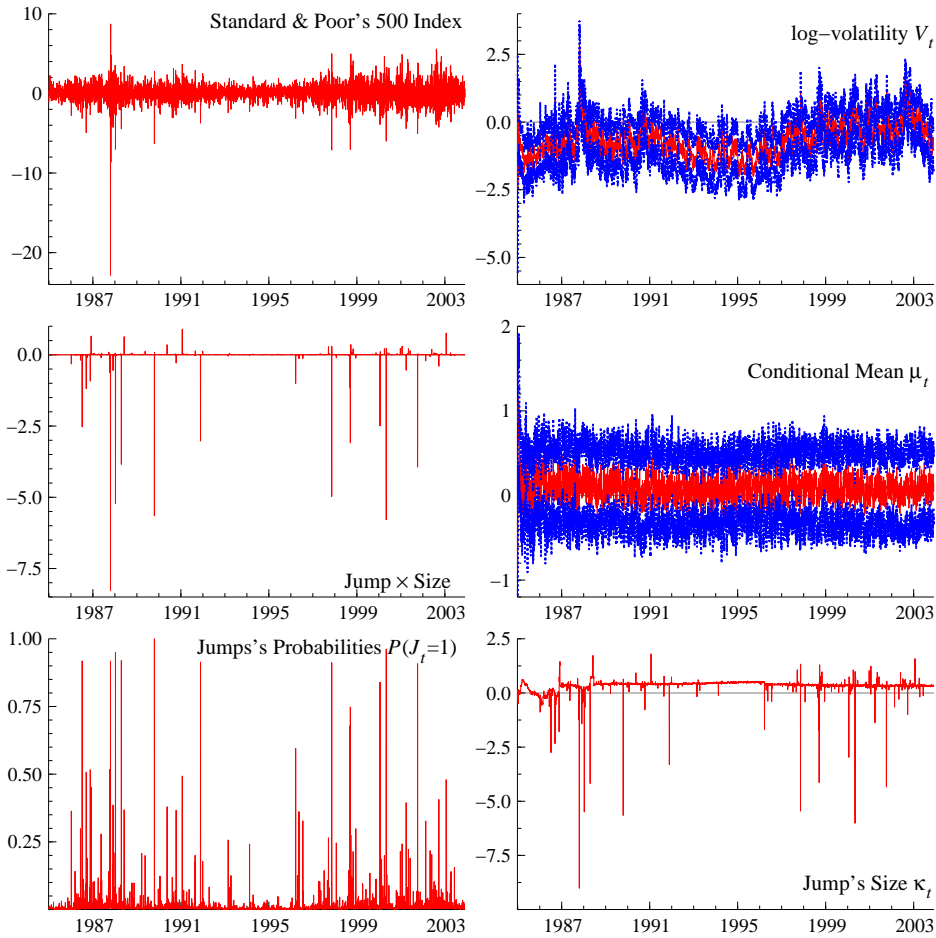 Standard & Poor's 500 Index
10
0
−10
−20
1987 1991 1995 1999 2003
log−volatility V_t
2.5
0.0
−2.5
−5.0
1987 1991 1995 1999 2003
0.0
−2.5
−5.0
−7.5
Jump × Size
1987 1991 1995 1999 2003
2
Conditional Mean μ_t
1
0
−1
1987 1991 1995 1999 2003
1.00
Jumps's Probabilities P(J_t=1)
0.75
0.50
0.25
1987 1991 1995 1999 2003
2.5
0.0
−2.5
−5.0
−7.5
Jump's Size κ_t
1987 1991 1995 1999 2003